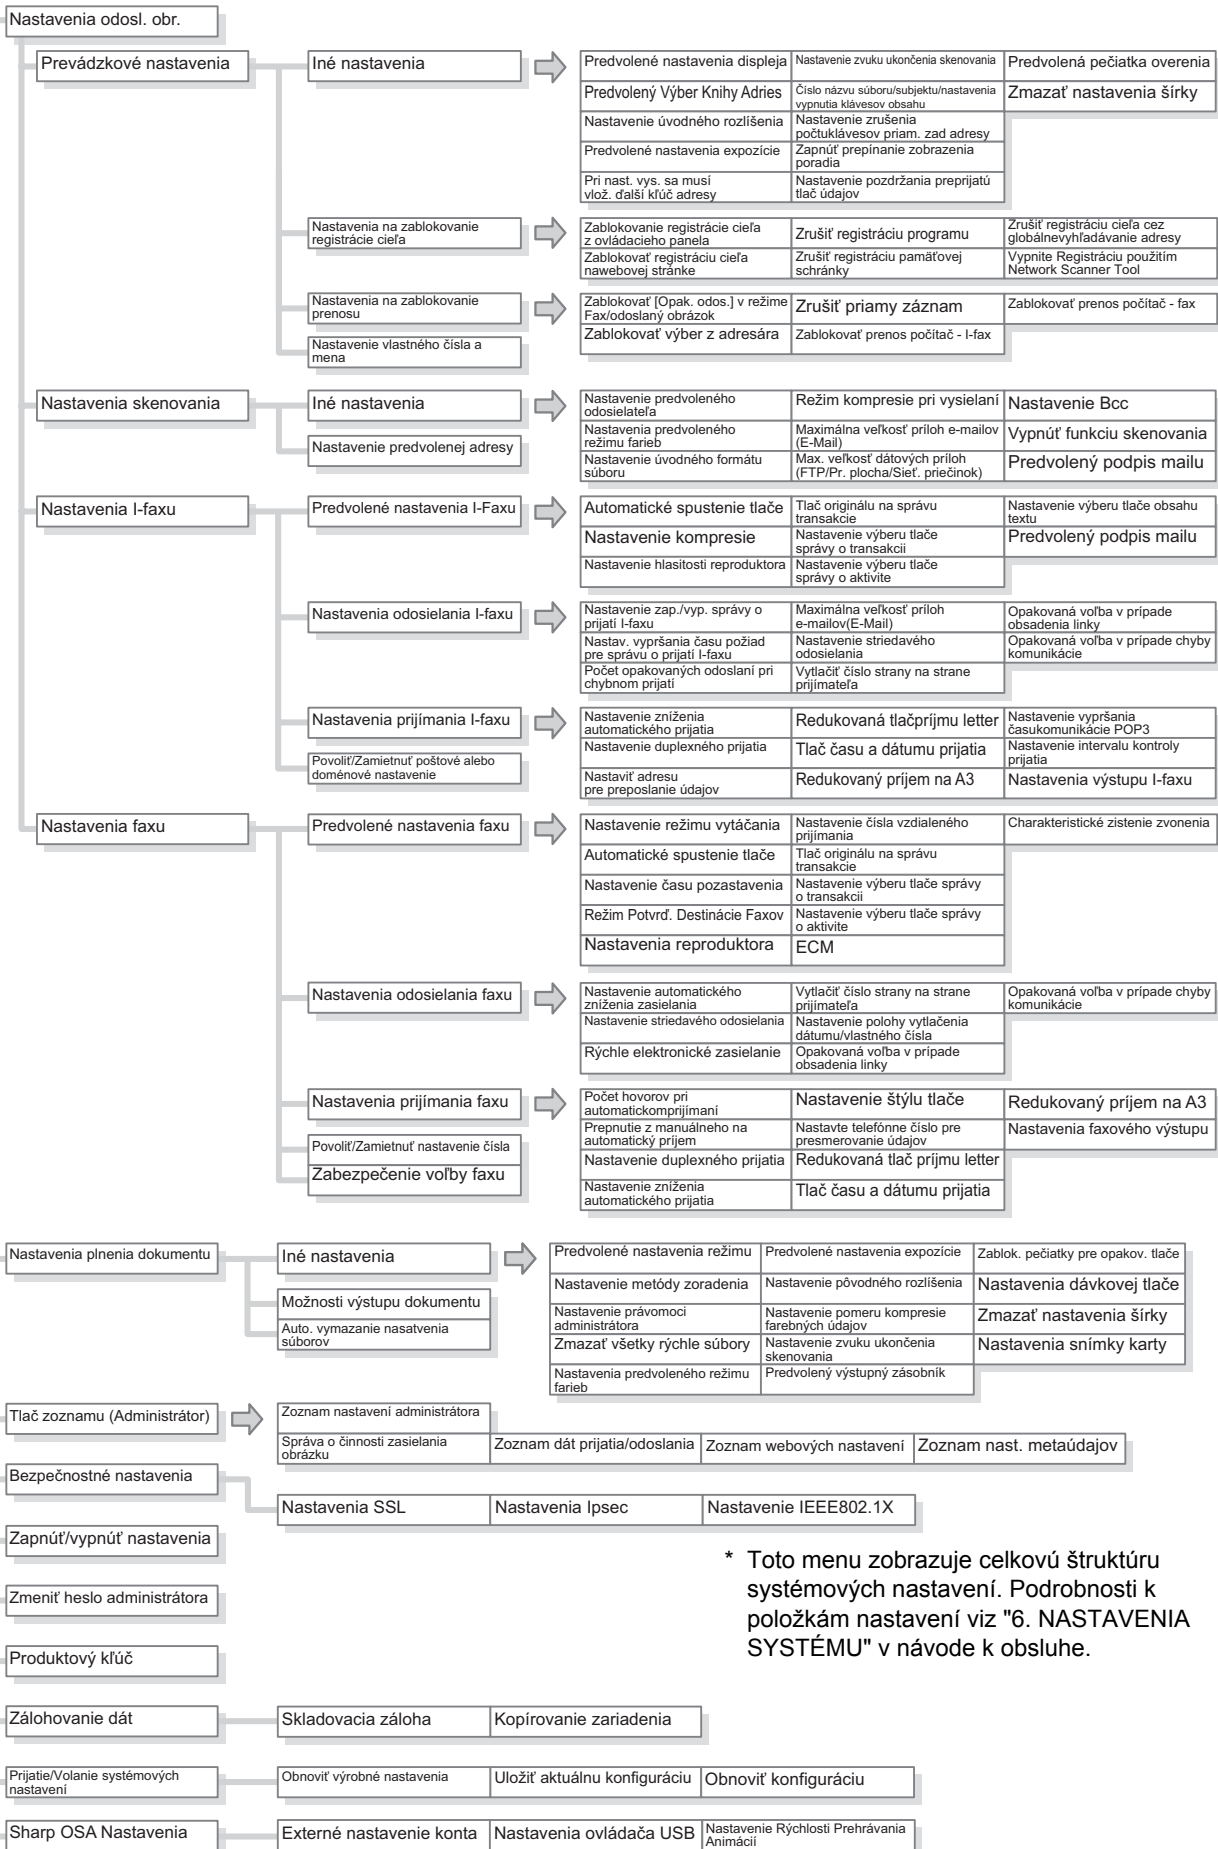 Nastavenia odosl. obr.
Prevádzkové nastavenia
Iné nastavenia
Predvolené nastavenia displeja
Nastavenie zvuku ukončenia skenovania
Predvolená pečiatka overenia
Predvolený Výber Knihy Adries
Číslo názvu súboru/subjektu/nastavenia
vypnutia klávesov obsahu
Zmazať nastavenia šírky
Nastavenie úvodného rozlíšenia
Nastavenie zrušenia
počtuklávesov priam. zad adresy
Predvolené nastavenia expozície
Zapnúť prepínanie zobrazenia
poradia
Pri nast. vys. sa musí
vlož. ďalší kľúč adresy
Nastavenie pozdržania preprijatú
tlač údajov
Nastavenia na zablokovanie
registrácie cieľa
Zablokovanie registrácie cieľa
z ovládacieho panela
Zrušiť registráciu programu
Zrušiť registráciu cieľa cez
globálnevyhľadávanie adresy
Zablokovať registráciu cieľa
nawebovej stránke
Zrušiť registráciu pamäťovej
schránky
Vypnite Registráciu použitím
Network Scanner Tool
Nastavenia na zablokovanie
prenosu
Zablokovať [Opak. odos.] v režime
Fax/odoslaný obrázok
Zrušiť priamy záznam
Zablokovať prenos počítač - fax
Zablokovať výber z adresára
Zablokovať prenos počítač - I-fax
Nastavenie vlastného čísla a
mena
Nastavenia skenovania
Iné nastavenia
Nastavenie predvoleného
odosielateľa
Režim kompresie pri vysielaní
Nastavenie Bcc
Nastavenia predvoleného
režimu farieb
Maximálna veľkosť príloh e-mailov
(E-Mail)
Vypnúť funkciu skenovania
Nastavenie úvodného formátu
súboru
Max. veľkosť dátových príloh
(FTP/Pr. plocha/Sieť. priečinok)
Predvolený podpis mailu
Nastavenie predvolenej adresy
Nastavenia I-faxu
Predvolené nastavenia I-Faxu
Automatické spustenie tlače
Tlač originálu na správu
transakcie
Nastavenie výberu tlače obsahu
textu
Nastavenie kompresie
Nastavenie výberu tlače
správy o transakcii
Predvolený podpis mailu
Nastavenie hlasitosti reproduktora
Nastavenie výberu tlače
správy o aktivite
Nastavenia odosielania I-faxu
Nastavenie zap./vyp. správy o
prijatí I-faxu
Maximálna veľkosť príloh
e-mailov(E-Mail)
Opakovaná voľba v prípade
obsadenia linky
Nastav. vypršania času požiad
pre správu o prijatí I-faxu
Nastavenie striedavého
odosielania
Opakovaná voľba v prípade chyby
komunikácie
Počet opakovaných odoslaní pri
chybnom prijatí
Vytlačiť číslo strany na strane
prijímateľa
Nastavenia prijímania I-faxu
Nastavenie zníženia
automatického prijatia
Redukovaná tlačpríjmu letter
Nastavenie vypršania
časukomunikácie POP3
Nastavenie duplexného prijatia
Tlač času a dátumu prijatia
Nastavenie intervalu kontroly
prijatia
Nastaviť adresu
pre preposlanie údajov
Redukovaný príjem na A3
Nastavenia výstupu I-faxu
Povoliť/Zamietnuť poštové alebo
doménové nastavenie
Nastavenia faxu
Predvolené nastavenia faxu
Nastavenie režimu vytáčania
Nastavenie čísla vzdialeného
prijímania
Charakteristické zistenie zvonenia
Automatické spustenie tlače
Tlač originálu na správu
transakcie
Nastavenie času pozastavenia
Nastavenie výberu tlače správy
o transakcii
Režim Potvrď. Destinácie Faxov
Nastavenie výberu tlače správy
o aktivite
Nastavenia reproduktora
ECM
Nastavenia odosielania faxu
Nastavenie automatického
zníženia zasielania
Vytlačiť číslo strany na strane
prijímateľa
Opakovaná voľba v prípade chyby
komunikácie
Nastavenie striedavého odosielania
Nastavenie polohy vytlačenia
dátumu/vlastného čísla
Rýchle elektronické zasielanie
Opakovaná voľba v prípade
obsadenia linky
Nastavenia prijímania faxu
Počet hovorov pri
automatickomprijímaní
Nastavenie štýlu tlače
Redukovaný príjem na A3
Prepnutie z manuálneho na
automatický príjem
Nastavte telefónne číslo pre
presmerovanie údajov
Nastavenia faxového výstupu
Nastavenie duplexného prijatia
Redukovaná tlač príjmu letter
Nastavenie zníženia
automatického prijatia
Tlač času a dátumu prijatia
Povoliť/Zamietnuť nastavenie čísla
Zabezpečenie voľby faxu
Nastavenia plnenia dokumentu
Iné nastavenia
Predvolené nastavenia režimu
Predvolené nastavenia expozície
Zablok. pečiatky pre opakov. tlače
Nastavenie metódy zoradenia
Nastavenie pôvodného rozlíšenia
Nastavenia dávkovej tlače
Nastavenie právomoci
administrátora
Nastavenie pomeru kompresie
farebných údajov
Zmazať nastavenia šírky
Zmazať všetky rýchle súbory
Nastavenie zvuku ukončenia
skenovania
Nastavenia snímky karty
Nastavenia predvoleného režimu
farieb
Predvolený výstupný zásobník
Možnosti výstupu dokumentu
Auto. vymazanie nasatvenia
súborov
Tlač zoznamu (Administrátor)
Zoznam nastavení administrátora
Správa o činnosti zasielania
obrázku
Zoznam dát prijatia/odoslania
Zoznam webových nastavení
Zoznam nast. metaúdajov
Bezpečnostné nastavenia
Nastavenia SSL
Nastavenia Ipsec
Nastavenie IEEE802.1X
Zapnúť/vypnúť nastavenia
* Toto menu zobrazuje celkovú štruktúru
systémových nastavení. Podrobnosti k
položkám nastavení viz "6. NASTAVENIA
SYSTÉMU" v návode k obsluhe.
Zmeniť heslo administrátora
Produktový kľúč
Zálohovanie dát
Skladovacia záloha
Kopírovanie zariadenia
Prijatie/Volanie systémových
nastavení
Obnoviť výrobné nastavenia
Uložiť aktuálnu konfiguráciu
Obnoviť konfiguráciu
Sharp OSA Nastavenia
Externé nastavenie konta
Nastavenia ovládača USB
Nastavenie Rýchlosti Prehrávania
Animácií